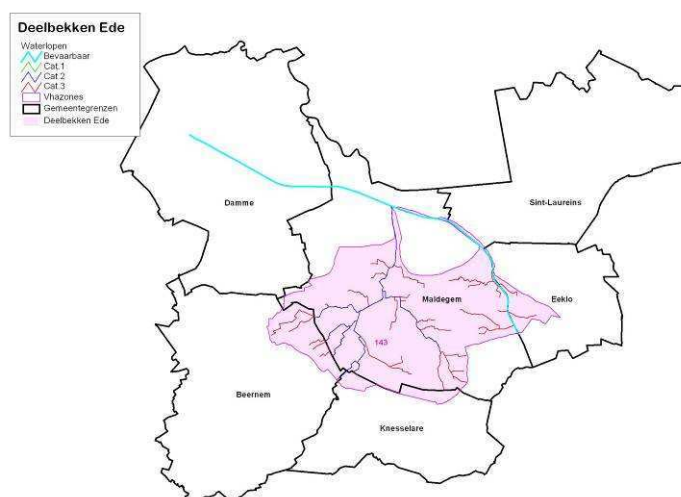 Deelbekken Ede
Waterlopen
Bevaarbaar
Cat.1
Cat.2
Cat.3
Vhazones
Gemeentegrenzen
Deelbekken Ede
Damme
Sint-Laureins
Maldegem
Eeklo
143
Beernem
Knesselare